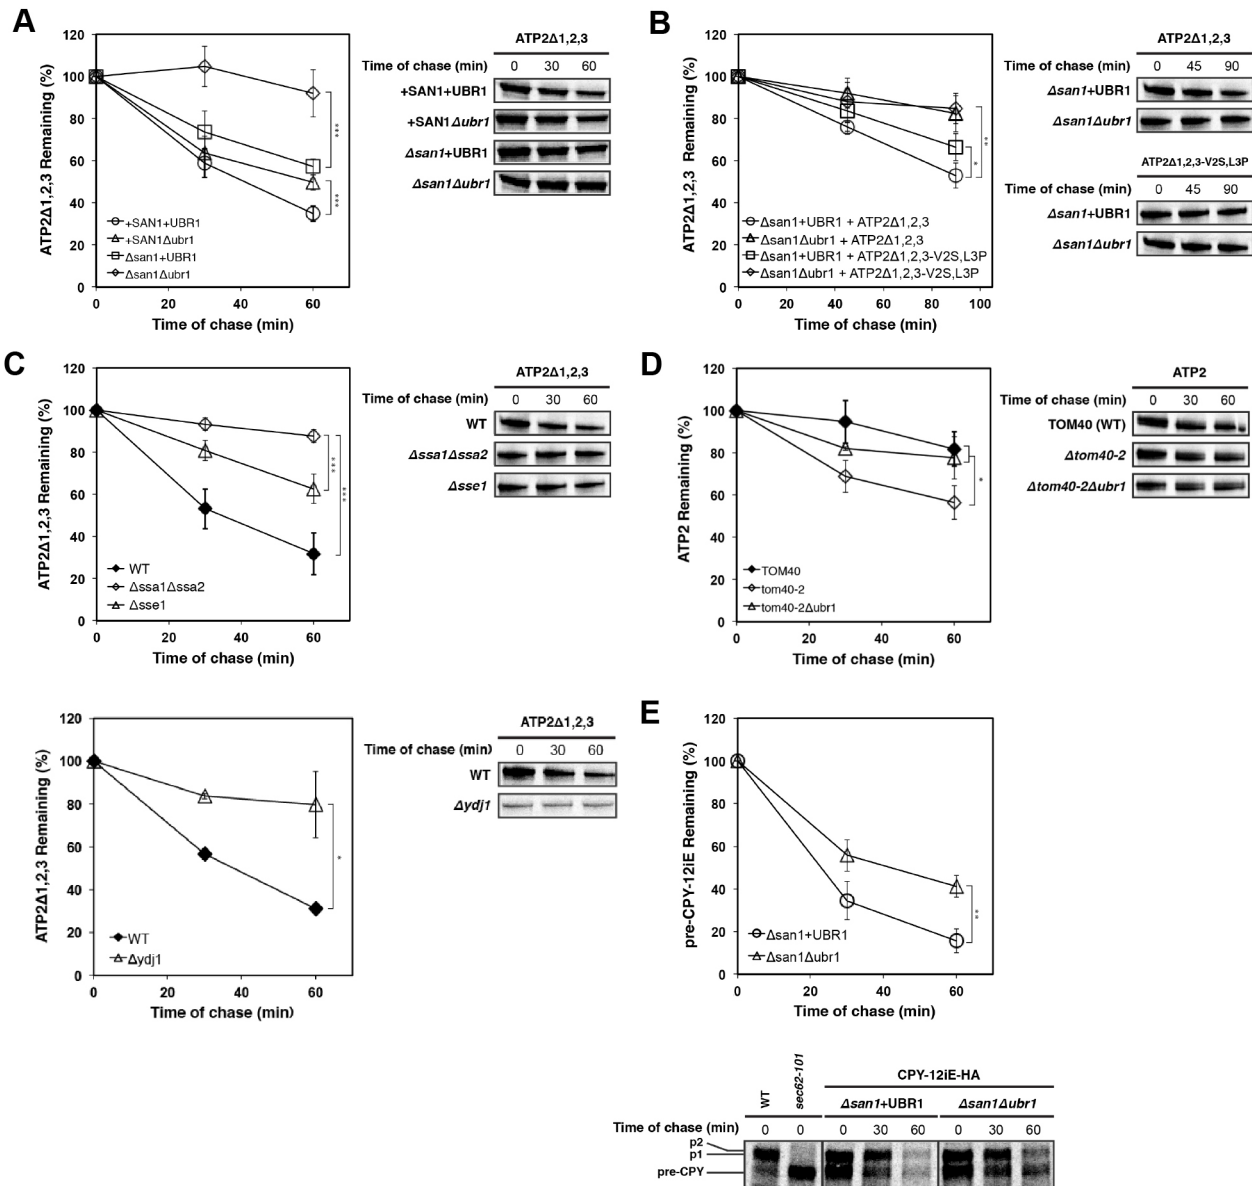 A
ATP2Δ1,2,3 Remaining (%)
120
100
80
60
40
20
0
+SAN1+UBR1
+SAN1Δubr1
Δsan1+UBR1
Δsan1Δubr1
***
***
0 20 40 60
Time of chase (min)
ATP2Δ1,2,3
Time of chase (min) 0 30 60
+SAN1+UBR1
+SAN1Δubr1
Δsan1+UBR1
Δsan1Δubr1
B
ATP2Δ1,2,3 Remaining (%)
120
100
80
60
40
20
0
Δsan1+UBR1 + ATP2Δ1,2,3
Δsan1Δubr1 + ATP2Δ1,2,3
Δsan1+UBR1 + ATP2Δ1,2,3-V2S,L3P
Δsan1Δubr1 + ATP2Δ1,2,3-V2S,L3P
*
**
0 20 40 60 80 100
Time of chase (min)
ATP2Δ1,2,3
Time of chase (min) 0 45 90
Δsan1+UBR1
Δsan1Δubr1
ATP2Δ1,2,3-V2S,L3P
Time of chase (min) 0 45 90
Δsan1+UBR1
Δsan1Δubr1
C
ATP2Δ1,2,3 Remaining (%)
120
100
80
60
40
20
0
WT
Δssa1Δssa2
Δsse1
***
***
0 20 40 60
Time of chase (min)
ATP2Δ1,2,3
Time of chase (min) 0 30 60
WT
Δssa1Δssa2
Δsse1
D
ATP2 Remaining (%)
120
100
80
60
40
20
0
TOM40
tom40-2
tom40-2Δubr1
*
0 20 40 60
Time of chase (min)
ATP2
Time of chase (min) 0 30 60
TOM40 (WT)
Δtom40-2
Δtom40-2Δubr1
ATP2Δ1,2,3 Remaining (%)
120
100
80
60
40
20
0
WT
Δydj1
*
0 20 40 60
Time of chase (min)
ATP2Δ1,2,3
Time of chase (min) 0 30 60
WT
Δydj1
E
pre-CPY-12iE Remaining (%)
120
100
80
60
40
20
0
Δsan1+UBR1
Δsan1Δubr1
**
0 20 40 60
Time of chase (min)
CPY-12iE-HA
WT sec62-101 Δsan1+UBR1 Δsan1Δubr1
Time of chase (min) 0 0 0 30 60 0 30 60
p2
p1
pre-CPY